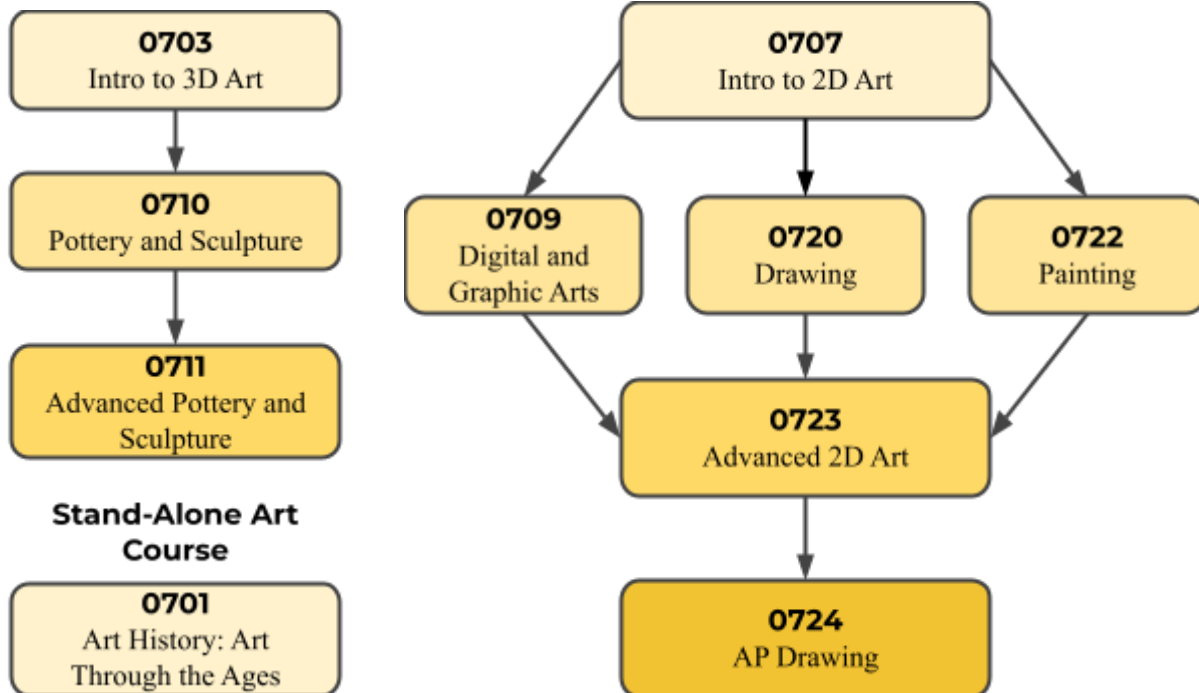 0703
Intro to 3D Art
0710
Pottery and Sculpture
0711
Advanced Pottery and
Sculpture
Stand-Alone Art
Course
0701
Art History: Art
Through the Ages
0707
Intro to 2D Art
0709
Digital and
Graphic Arts
0720
Drawing
0722
Painting
0723
Advanced 2D Art
0724
AP Drawing